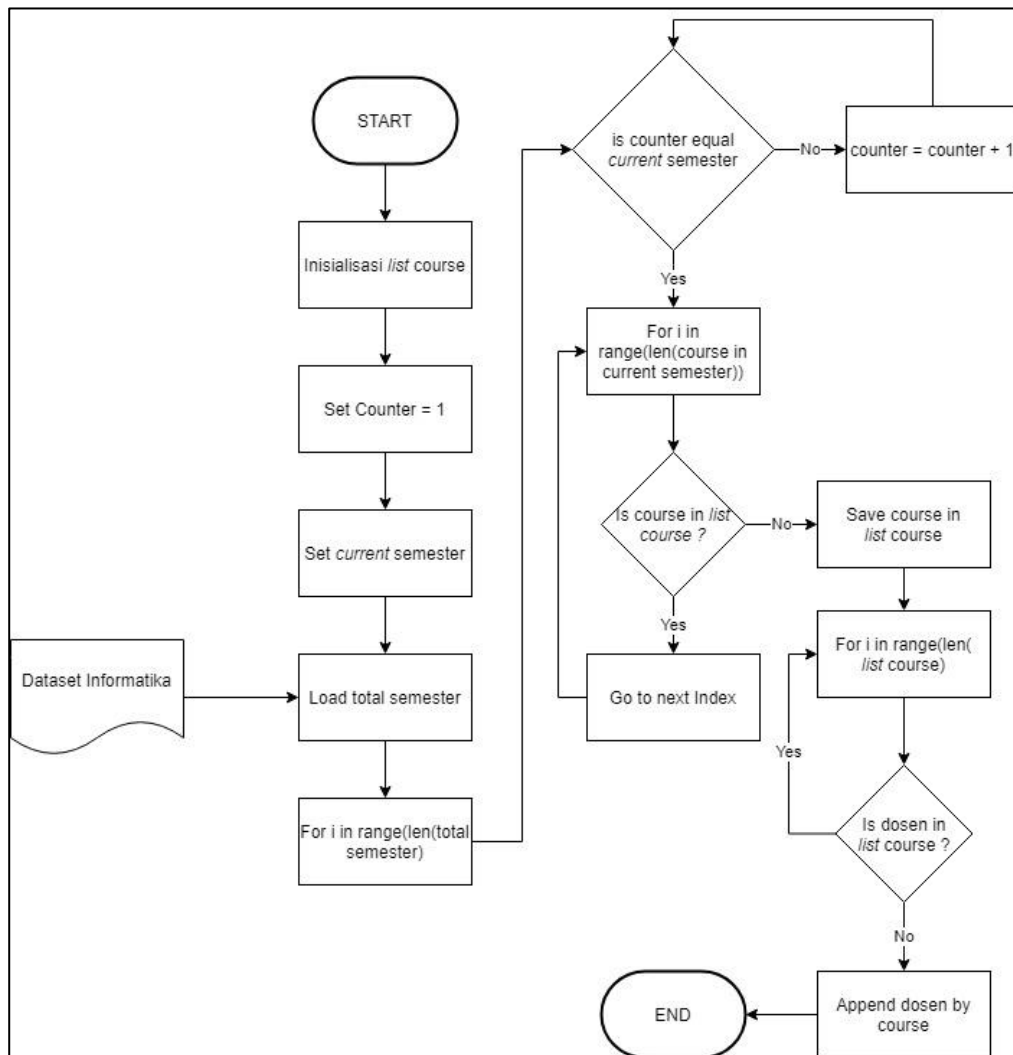 START
Inisialisasi list course
Set Counter = 1
Set current semester
Dataset Informatika
Load total semester
For i in range(len(total
semester)
is counter equal
current semester
No
counter = counter + 1
Yes
For i in
range(len(course in
current semester))
Is course in list
course ?
No
Save course in
list course
Yes
Go to next Index
For i in range(len(
list course)
Yes
Is dosen in
list course ?
No
Append dosen by
course
END